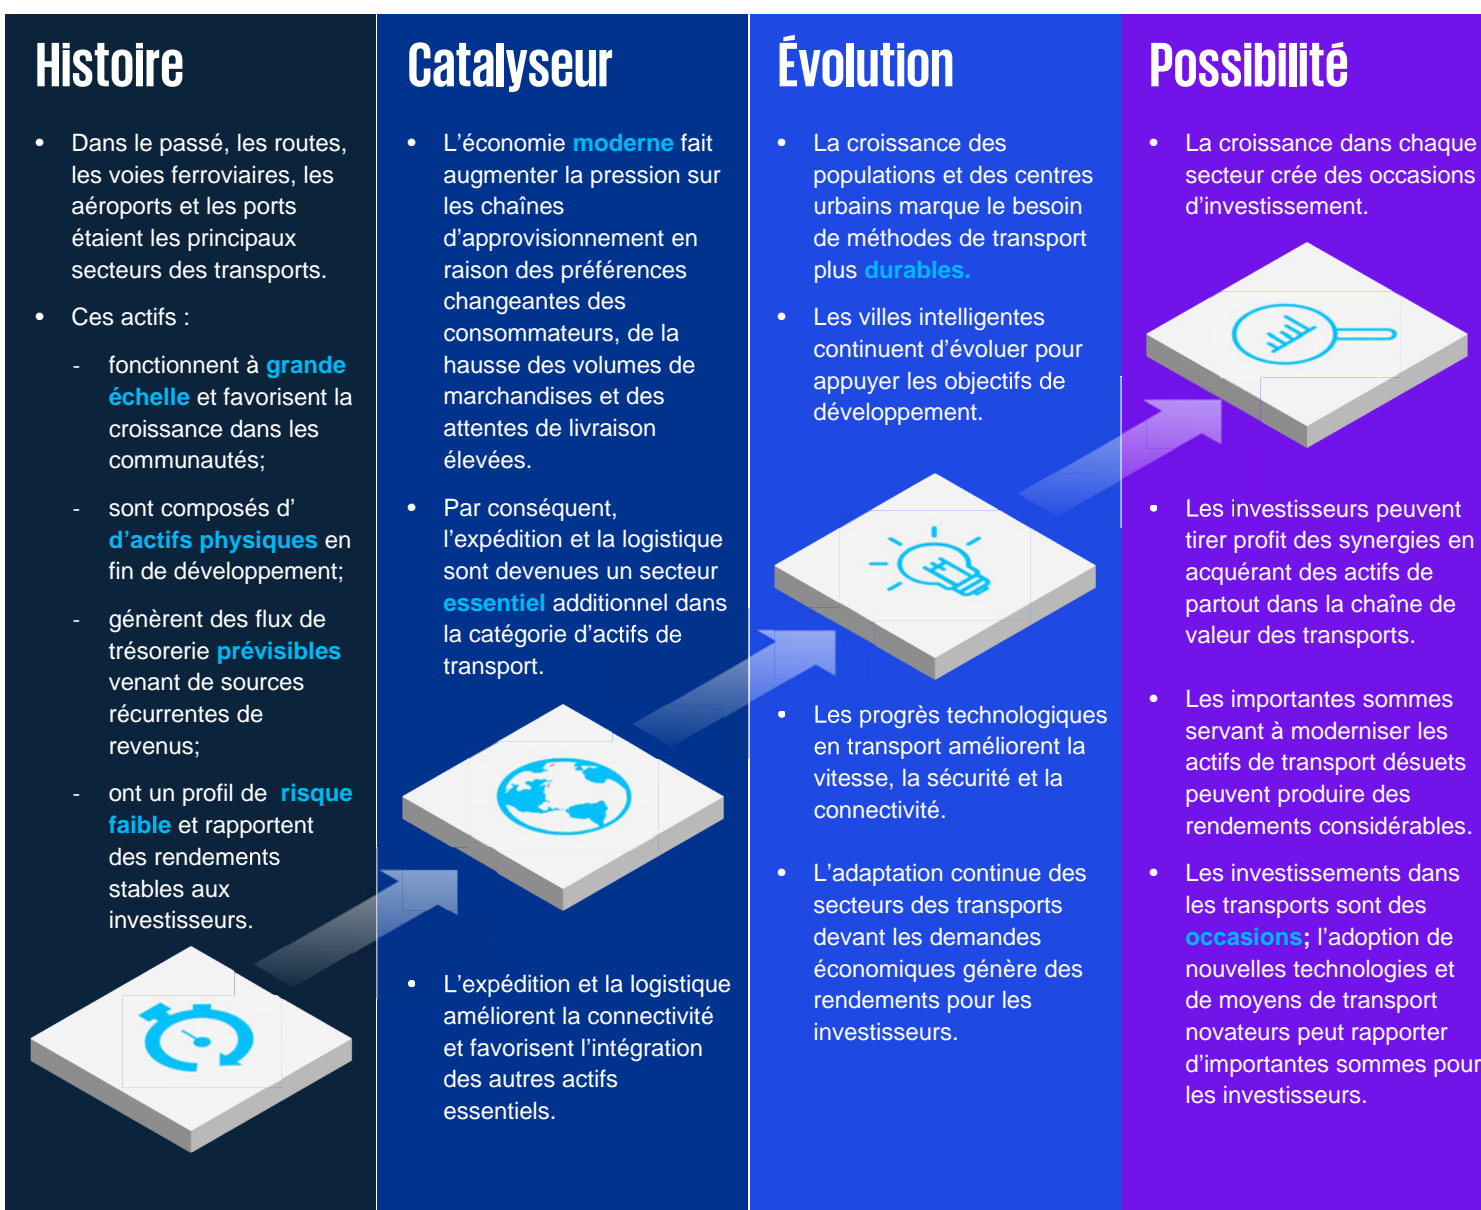 Histoire
• Dans le passé, les routes,
les voies ferroviaires, les
aéroports et les ports
étaient les principaux
secteurs des transports.
• Ces actifs :
- fonctionnent à grande
échelle et favorisent la
croissance dans les
communautés;
- sont composés d’
d’actifs physiques en
fin de développement;
- génèrent des flux de
trésorerie prévisibles
venant de sources
récurrentes de
revenus;
- ont un profil de risque
faible et rapportent
des rendements
stables aux
investisseurs.
Catalyseur
• L’économie moderne fait
augmenter la pression sur
les chaînes
d’approvisionnement en
raison des préférences
changeantes des
consommateurs, de la
hausse des volumes de
marchandises et des
attentes de livraison
élevées.
• Par conséquent,
l’expédition et la logistique
sont devenues un secteur
essentiel additionnel dans
la catégorie d’actifs de
transport.
• L’expédition et la logistique
améliorent la connectivité
et favorisent l’intégration
des autres actifs
essentiels.
Évolution
• La croissance des
populations et des centres
urbains marque le besoin
de méthodes de transport
plus durables.
• Les villes intelligentes
continuent d’évoluer pour
appuyer les objectifs de
développement.
• Les progrès technologiques
en transport améliorent la
vitesse, la sécurité et la
connectivité.
• L’adaptation continue des
secteurs des transports
devant les demandes
économiques génère des
rendements pour les
investisseurs.
Possibilité
• La croissance dans chaque
secteur crée des occasions
d’investissement.
• Les investisseurs peuvent
tirer profit des synergies en
acquérant des actifs de
partout dans la chaîne de
valeur des transports.
• Les importantes sommes
servant à moderniser les
actifs de transport désuets
peuvent produire des
rendements considérables.
• Les investissements dans
les transports sont des
occasions; l’adoption de
nouvelles technologies et
de moyens de transport
novateurs peut rapporter
d’importantes sommes pour
les investisseurs.